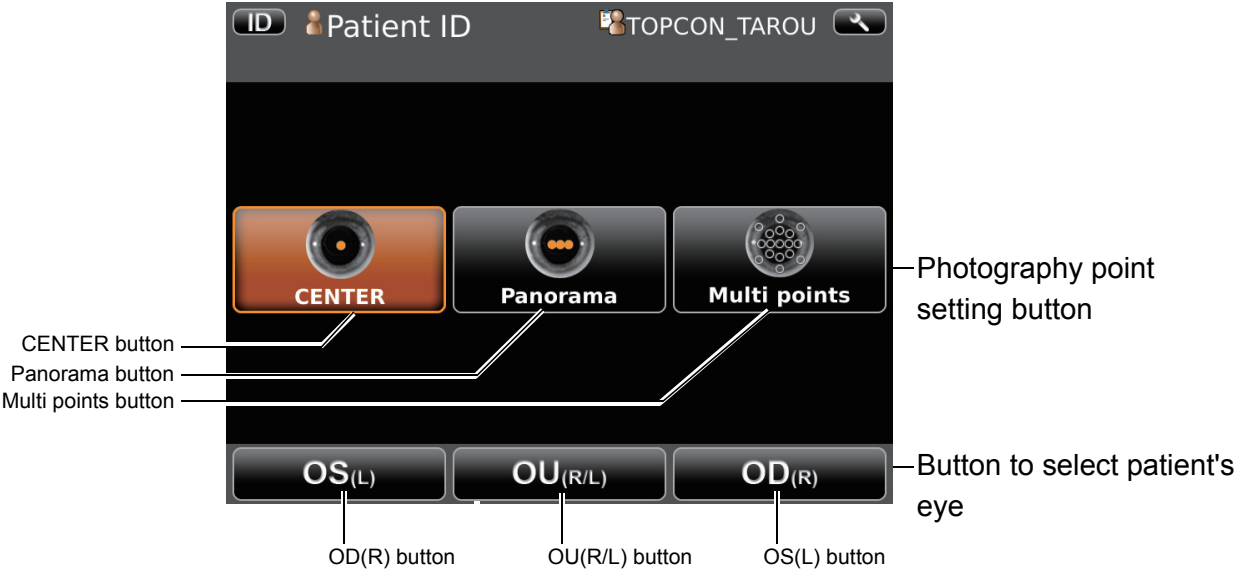 ID Patient ID TOPCON_TAROU
CENTER Panorama Multi points
Photography point
setting button
CENTER button
Panorama button
Multi points button
OS(L) OU(R/L) OD(R)
Button to select patient's
eye
OD(R) button OU(R/L) button OS(L) button